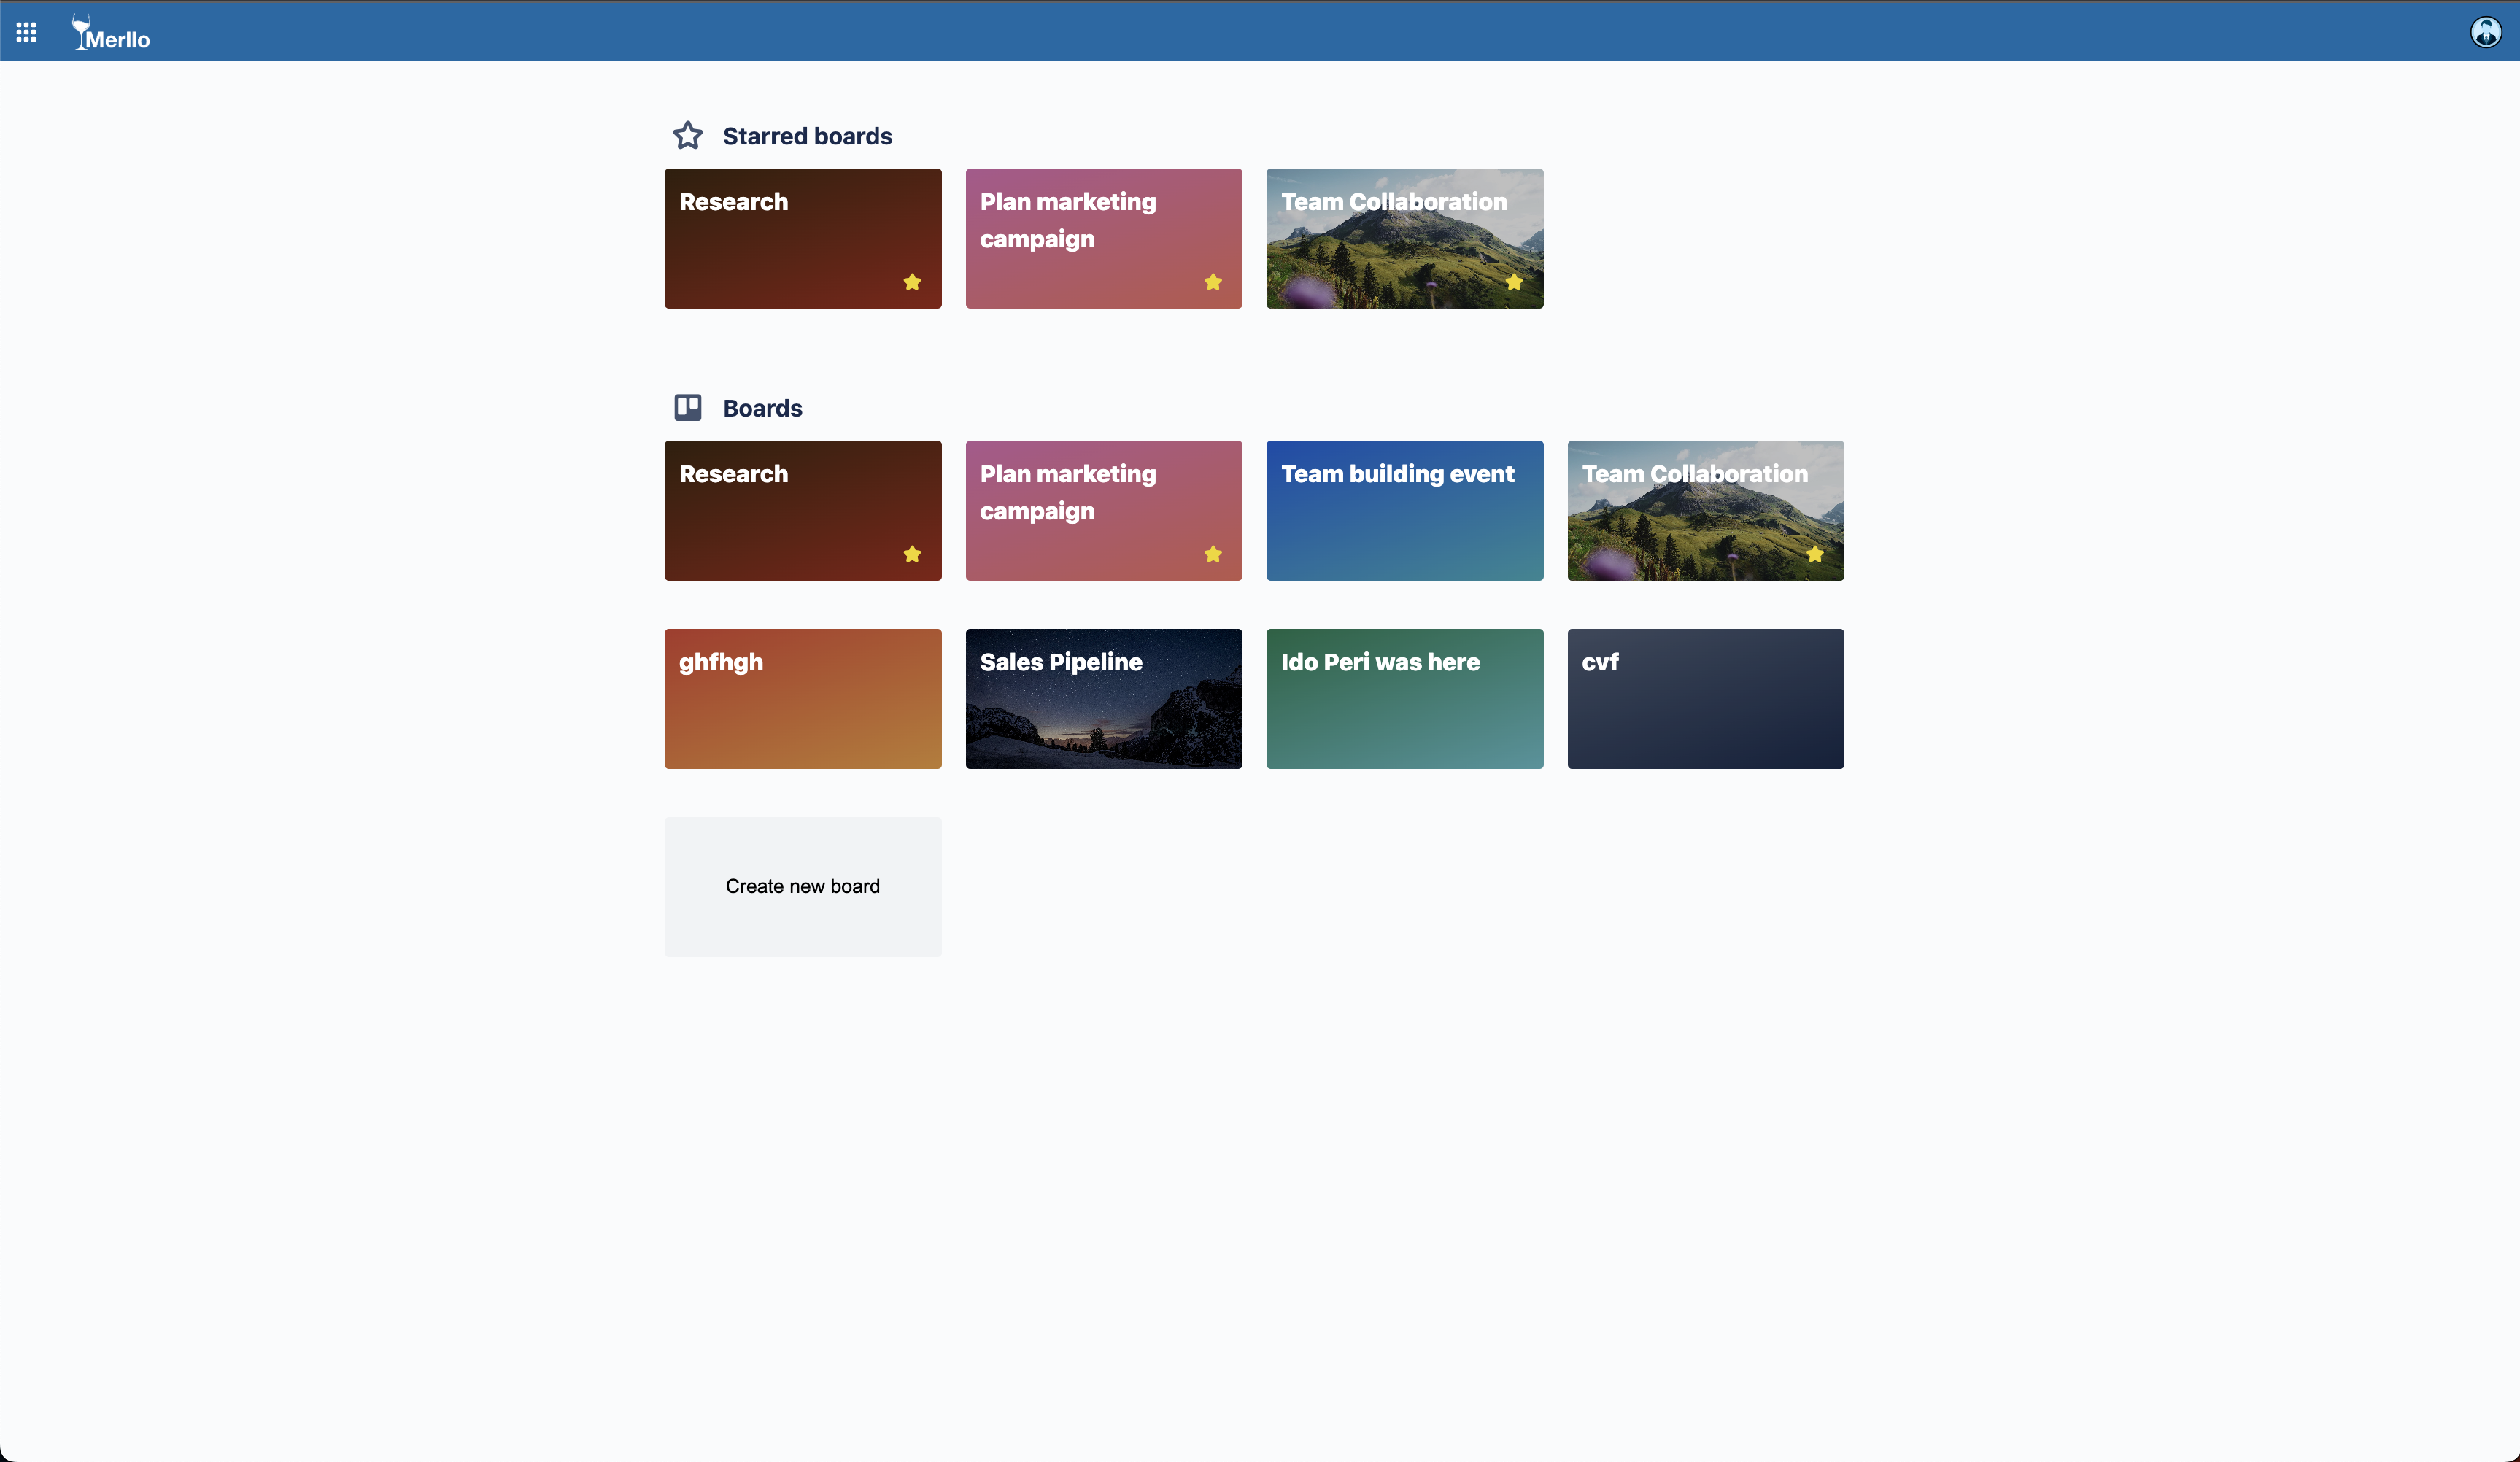 Merllo
Starred boards
Research
Plan marketing
campaign
Team Collaboration
Boards
Research
Plan marketing
campaign
Team building event
Team Collaboration
ghfhgh
Sales Pipeline
Ido Peri was here
cvf
Create new board